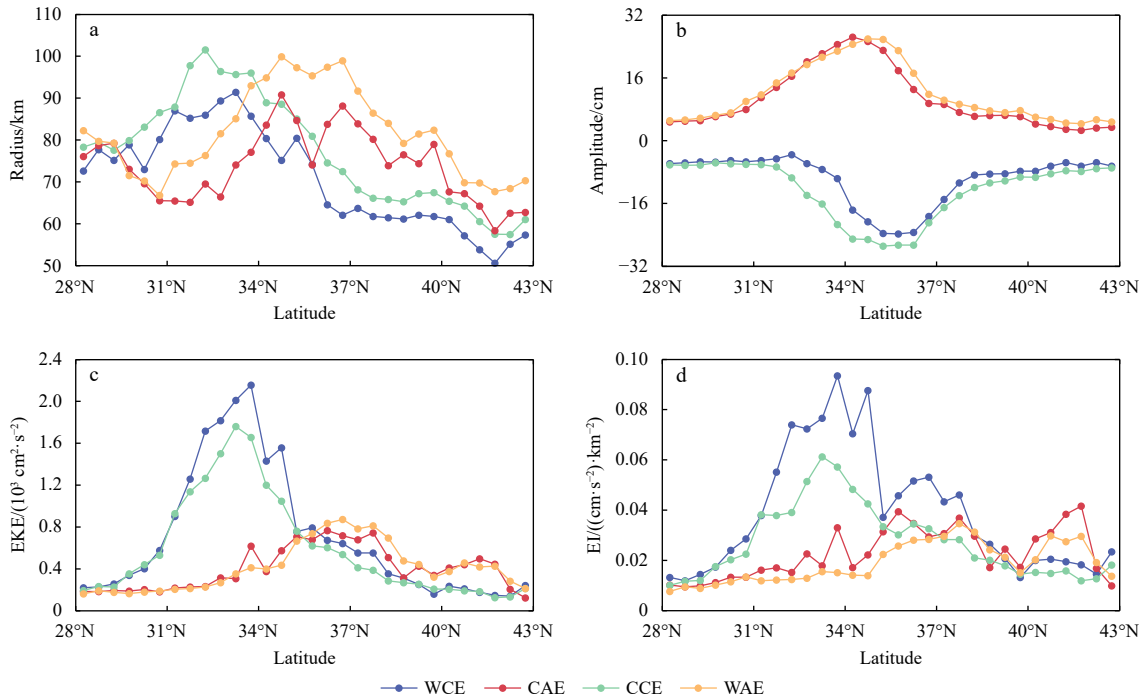 a
Radius/km
110
100
90
80
70
60
50
28°N 31°N 34°N 37°N 40°N 43°N
Latitude
b
Amplitude/cm
32
16
0
−16
−32
28°N 31°N 34°N 37°N 40°N 43°N
Latitude
c
EKE/(10³ cm²·s⁻²)
2.4
2.0
1.6
1.2
0.8
0.4
0
28°N 31°N 34°N 37°N 40°N 43°N
Latitude
d
EI/((cm·s⁻²)·km⁻²)
0.10
0.08
0.06
0.04
0.02
0
28°N 31°N 34°N 37°N 40°N 43°N
Latitude
WCE CAE CCE WAE